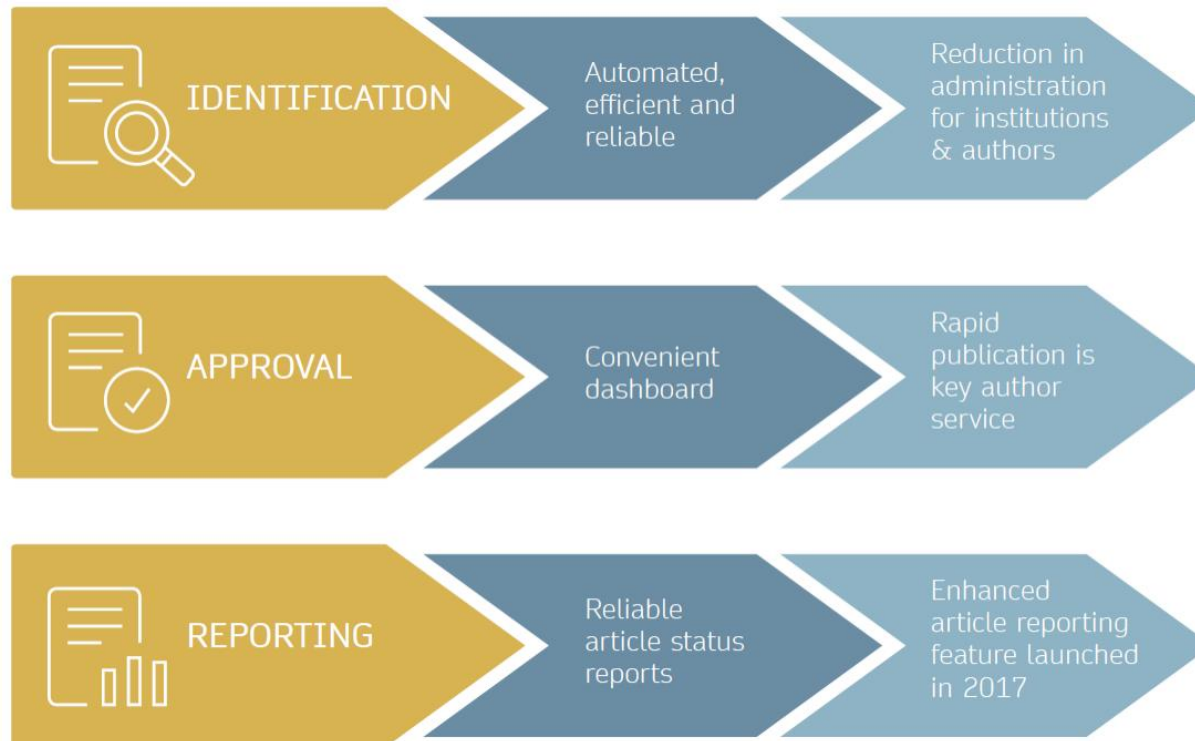 IDENTIFICATION
Automated,
efficient and
reliable
Reduction in
administration
for institutions
& authors
APPROVAL
Convenient
dashboard
Rapid
publication is
key author
service
REPORTING
Reliable
article status
reports
Enhanced
article reporting
feature launched
in 2017